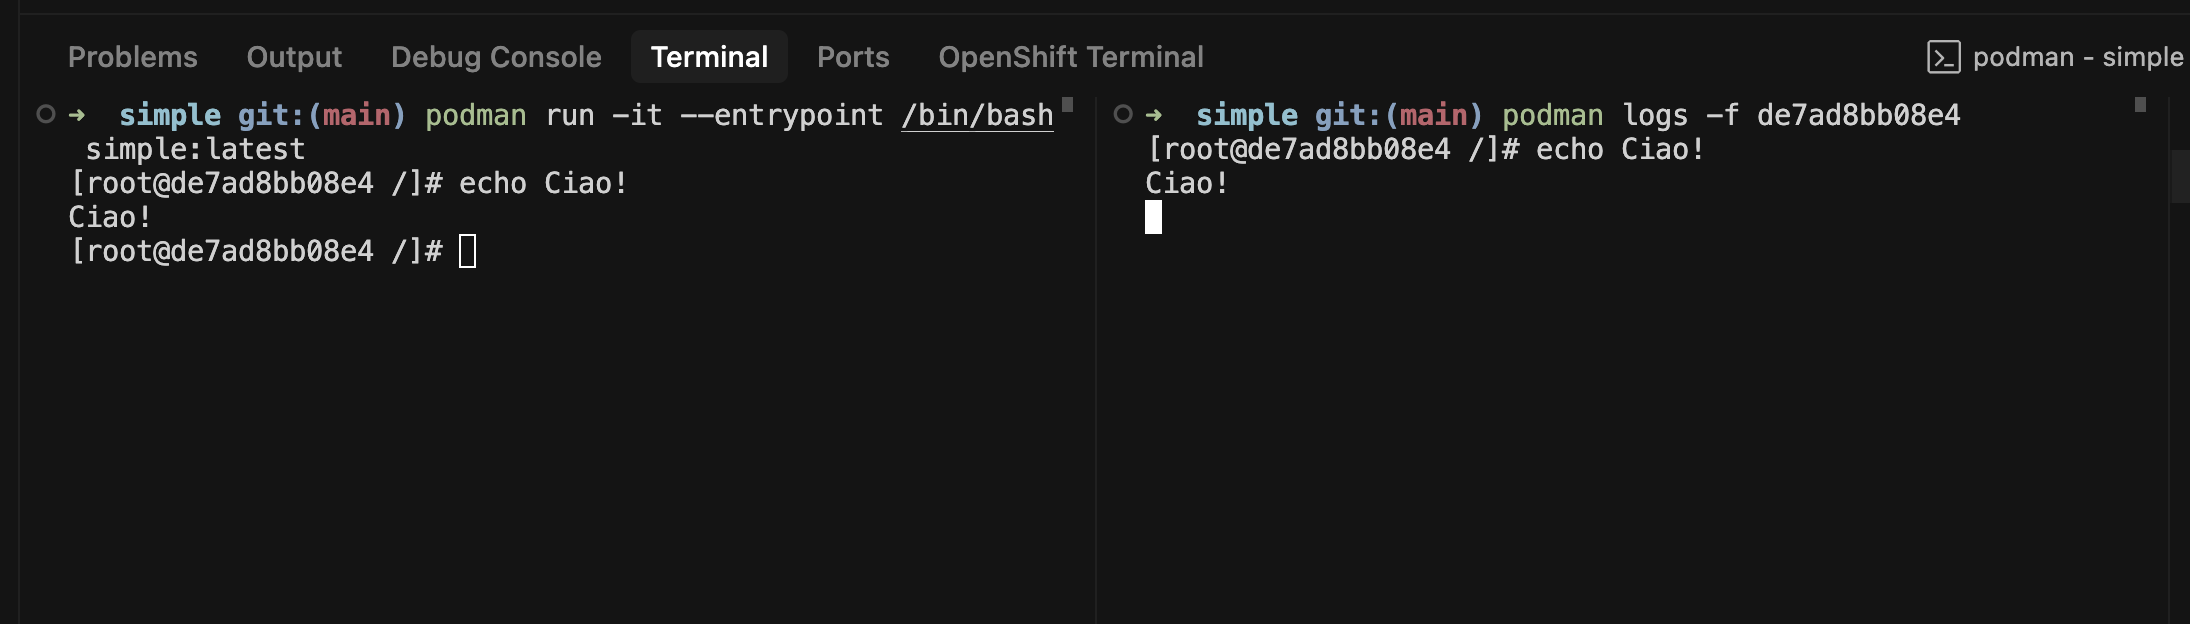 Problems Output Debug Console Terminal Ports OpenShift Terminal podman - simple
➜ simple git:(main) podman run -it --entrypoint /bin/bash
simple:latest
[root@de7ad8bb08e4 /]# echo Ciao!
Ciao!
[root@de7ad8bb08e4 /]#
➜ simple git:(main) podman logs -f de7ad8bb08e4
[root@de7ad8bb08e4 /]# echo Ciao!
Ciao!